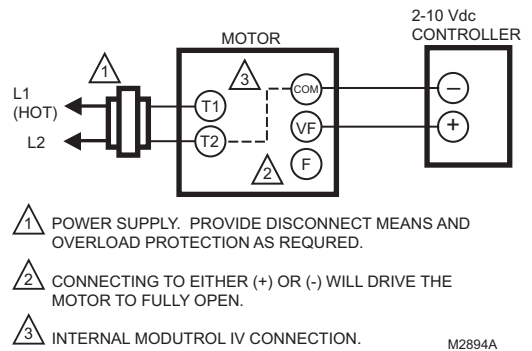 2-10 Vdc
CONTROLLER
MOTOR
1
3
L1
(HOT)
T1
COM
–
L2
T2
VF
+
2
F
1 POWER SUPPLY. PROVIDE DISCONNECT MEANS AND
OVERLOAD PROTECTION AS REQURED.
2 CONNECTING TO EITHER (+) OR (-) WILL DRIVE THE
MOTOR TO FULLY OPEN.
3 INTERNAL MODUTROL IV CONNECTION.
M2894A